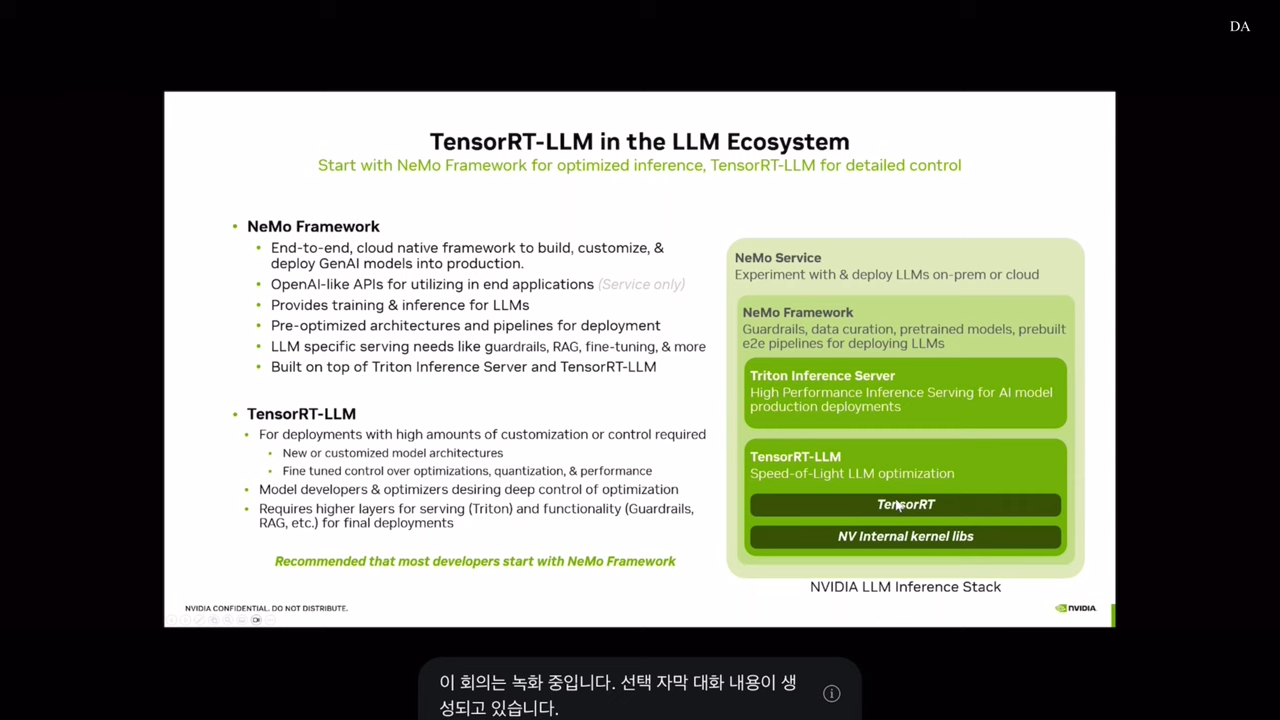 DA
TensorRT-LLM in the LLM Ecosystem
Start with NeMo Framework for optimized inference, TensorRT-LLM for detailed control
• NeMo Framework
• End-to-end, cloud native framework to build, customize, &
deploy GenAI models into production.
• OpenAI-like APIs for utilizing in end applications (Service only)
• Provides training & inference for LLMs
• Pre-optimized architectures and pipelines for deployment
• LLM specific serving needs like guardrails, RAG, fine-tuning, & more
• Built on top of Triton Inference Server and TensorRT-LLM
• TensorRT-LLM
• For deployments with high amounts of customization or control required
• New or customized model architectures
• Fine tuned control over optimizations, quantization, & performance
• Model developers & optimizers desiring deep control of optimization
• Requires higher layers for serving (Triton) and functionality (Guardrails,
RAG, etc.) for final deployments
Recommended that most developers start with NeMo Framework
NeMo Service
Experiment with & deploy LLMs on-prem or cloud
NeMo Framework
Guardrails, data curation, pretrained models, prebuilt
e2e pipelines for deploying LLMs
Triton Inference Server
High Performance Inference Serving for AI model
production deployments
TensorRT-LLM
Speed-of-Light LLM optimization
TensorRT
NV Internal kernel libs
NVIDIA LLM Inference Stack
NVIDIA CONFIDENTIAL. DO NOT DISTRIBUTE.
NVIDIA
이 회의는 녹화 중입니다. 선택 자막 대화 내용이 생
성되고 있습니다.